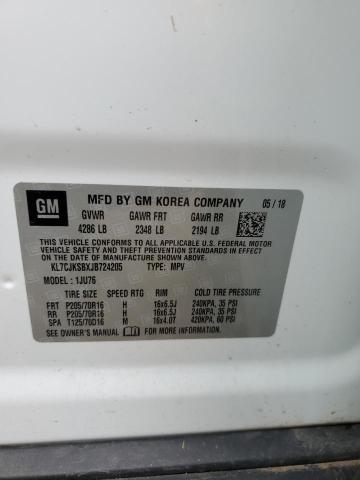 GM
MFD BY GM KOREA COMPANY 05 / 18
GVWR GAWR FRT GAWR RR
4286 LB 2348 LB 2194 LB
THIS VEHICLE CONFORMS TO ALL APPLICABLE U.S. FEDERAL MOTOR
VEHICLE SAFETY AND THEFT PREVENTION STANDARDS IN EFFECT
ON THE DATE OF MANUFACTURE SHOWN ABOVE.
KL7CJKSBXJB724205 TYPE: MPV
MODEL : 1JU76
TIRE SIZE SPEED RTG RIM COLD TIRE PRESSURE
FRT P205/70R16 H 16x6.5J 240KPA, 35 PSI
RR P205/70R16 H 16x6.5J 240KPA, 35 PSI
SPA T125/70D16 M 16x4.0T 420KPA, 60 PSI
SEE OWNER'S MANUAL